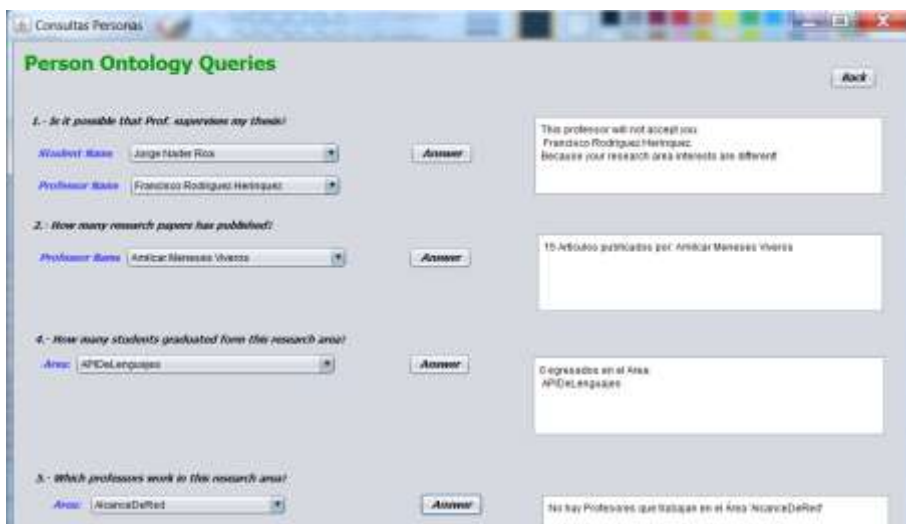 Consultas Personas
Person Ontology Queries
Back
1.- Is it possible that Prof. supervises my thesis?
Student Name Jorge Nader Roa Answer
Professor Name Francisco Rodriguez Herinquez
This professor will not accept you
Francisco Rodriguez Herinquez
Because your research area interests are different!
2.- How many research papers has published?
Professor Name Amilcar Meneses Viveros Answer
15 Articulos publicados por: Amilcar Meneses Viveros
4.- How many students graduated form this research area?
Area: APIDeLenguajes Answer
0 egresados en el Area:
APIDeLenguajes
5.- Which professors work in this research area?
Area: AlcanceDeRed Answer
No hay Profesores que trabajan en el Área 'AlcanceDeRed'